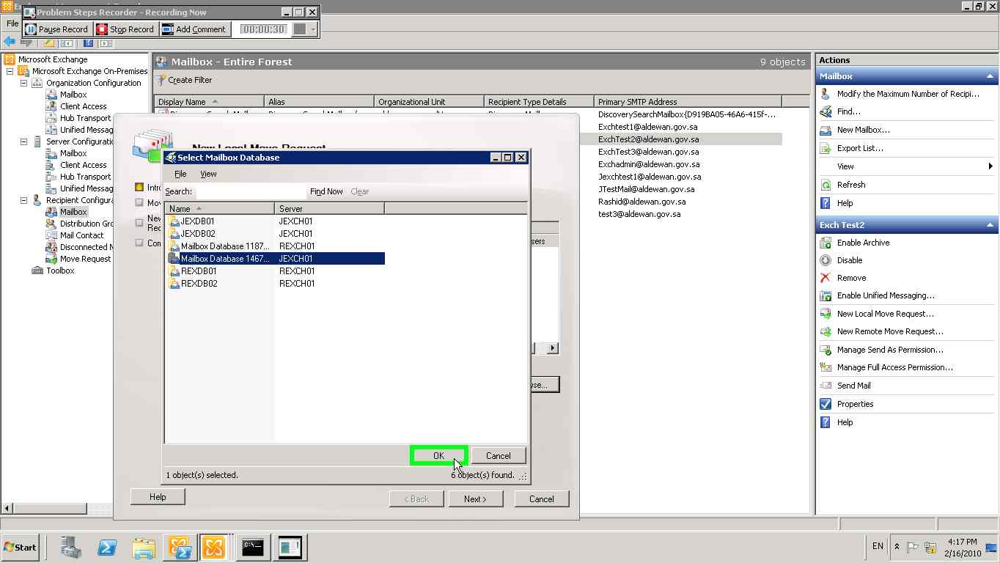 Problem Steps Recorder - Recording Now
File
Pause Record
Stop Record
Add Comment
00:00:30
Microsoft Exchange
Microsoft Exchange On-Premises
Organization Configuration
Mailbox
Client Access
Hub Transport
Unified Messag
Server Configuratio
Mailbox
Client Access
Hub Transport
Unified Messag
Recipient Configura
Mailbox
Distribution Gro
Mail Contact
Disconnected M
Move Request
Toolbox
Mailbox - Entire Forest
9 objects
Create Filter
Display Name Alias Organizational Unit Recipient Type Details Primary SMTP Address
DiscoverySearchMailbox{D919BA05-46A6-415f-...
Exchtest1@aldewan.gov.sa
ExchTest2@aldewan.gov.sa
ExchTest3@aldewan.gov.sa
Exchadmin@aldewan.gov.sa
Jexchtest1@aldewan.gov.sa
JTestMail@aldewan.gov.sa
Rashid@aldewan.gov.sa
test3@aldewan.gov.sa
New Local Move Request
Intro
Mov
New
Req
Con
sers
wse...
Select Mailbox Database
File View
Search: Find Now Clear
Name Server
JEXDB01 JEXCH01
JEXDB02 JEXCH01
Mailbox Database 1187... REXCH01
Mailbox Database 1467... JEXCH01
REXDB01 REXCH01
REXDB02 REXCH01
OK Cancel
1 object(s) selected. 6 object(s) found.
Help < Back Next > Cancel
Actions
Mailbox
Modify the Maximum Number of Recipi...
Find...
New Mailbox...
Export List...
View
Refresh
Help
Exch Test2
Enable Archive
Disable
Remove
Enable Unified Messaging...
New Local Move Request...
New Remote Move Request...
Manage Send As Permission...
Manage Full Access Permission...
Send Mail
Properties
Help
Start
EN
4:17 PM
2/16/2010